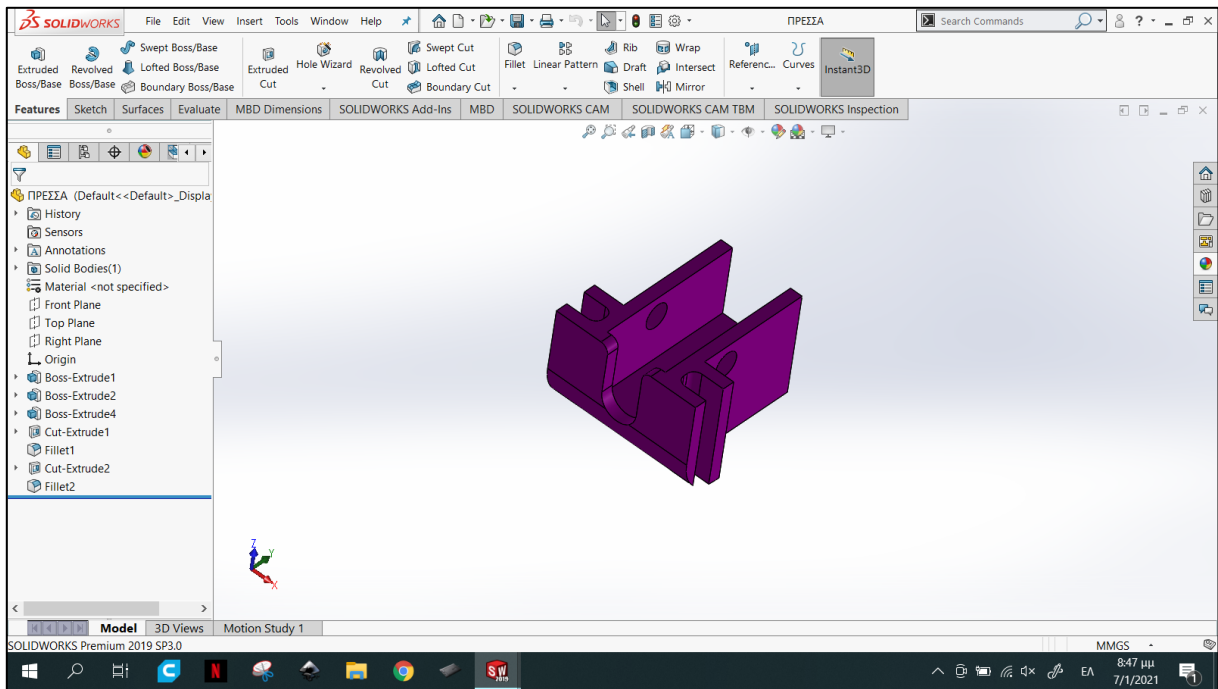 SOLIDWORKS File Edit View Insert Tools Window Help ΠΡΕΣΣΑ Search Commands ?
Extruded Boss/Base
Revolved Boss/Base
Swept Boss/Base
Lofted Boss/Base
Boundary Boss/Base
Extruded Cut
Hole Wizard
Revolved Cut
Swept Cut
Lofted Cut
Boundary Cut
Fillet
Linear Pattern
Rib
Draft
Shell
Wrap
Intersect
Mirror
Referenc...
Curves
Instant3D
Features Sketch Surfaces Evaluate MBD Dimensions SOLIDWORKS Add-Ins MBD SOLIDWORKS CAM SOLIDWORKS CAM TBM SOLIDWORKS Inspection
ΠΡΕΣΣΑ (Default<<Default>_Displa
History
Sensors
Annotations
Solid Bodies(1)
Material <not specified>
Front Plane
Top Plane
Right Plane
Origin
Boss-Extrude1
Boss-Extrude2
Boss-Extrude4
Cut-Extrude1
Fillet1
Cut-Extrude2
Fillet2
Z
Y
X
Model 3D Views Motion Study 1
SOLIDWORKS Premium 2019 SP3.0 MMGS
N SW 2019 ΕΛ 8:47 μμ
7/1/2021 1